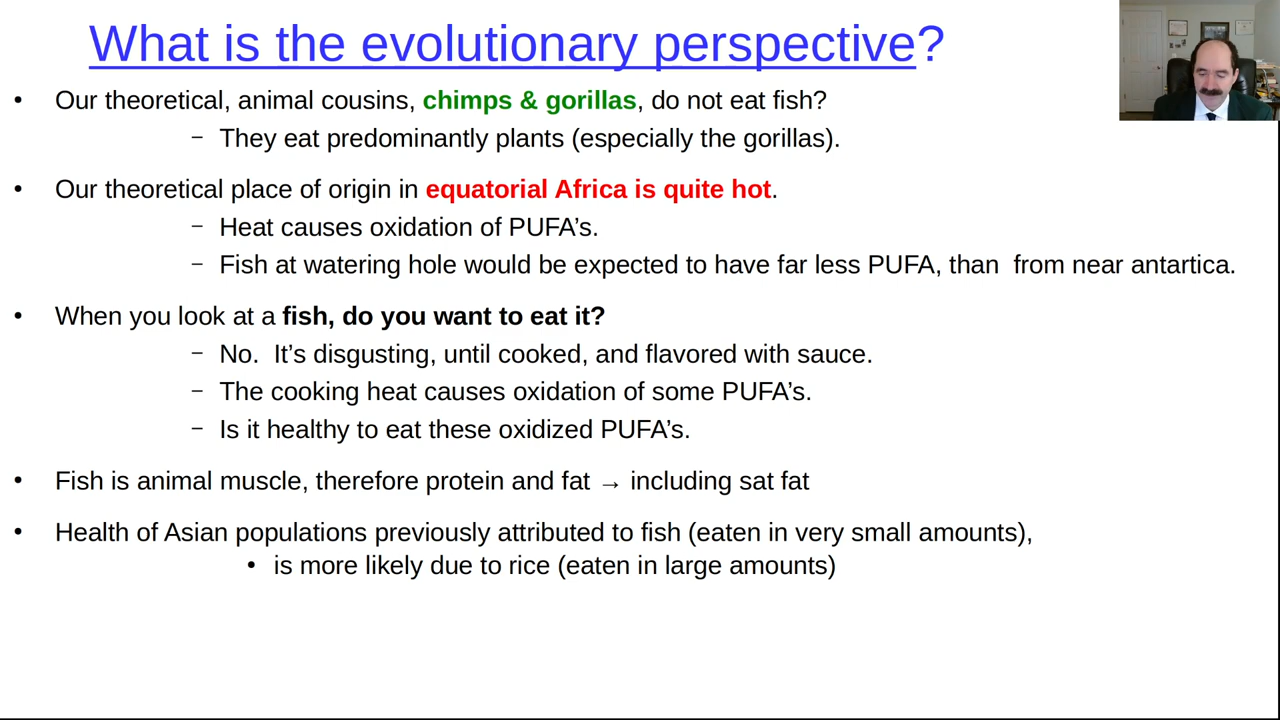 What is the evolutionary perspective?
• Our theoretical, animal cousins, chimps & gorillas, do not eat fish?
– They eat predominantly plants (especially the gorillas).
• Our theoretical place of origin in equatorial Africa is quite hot.
– Heat causes oxidation of PUFA’s.
– Fish at watering hole would be expected to have far less PUFA, than from near antartica.
• When you look at a fish, do you want to eat it?
– No. It’s disgusting, until cooked, and flavored with sauce.
– The cooking heat causes oxidation of some PUFA’s.
– Is it healthy to eat these oxidized PUFA’s.
• Fish is animal muscle, therefore protein and fat → including sat fat
• Health of Asian populations previously attributed to fish (eaten in very small amounts),
• is more likely due to rice (eaten in large amounts)